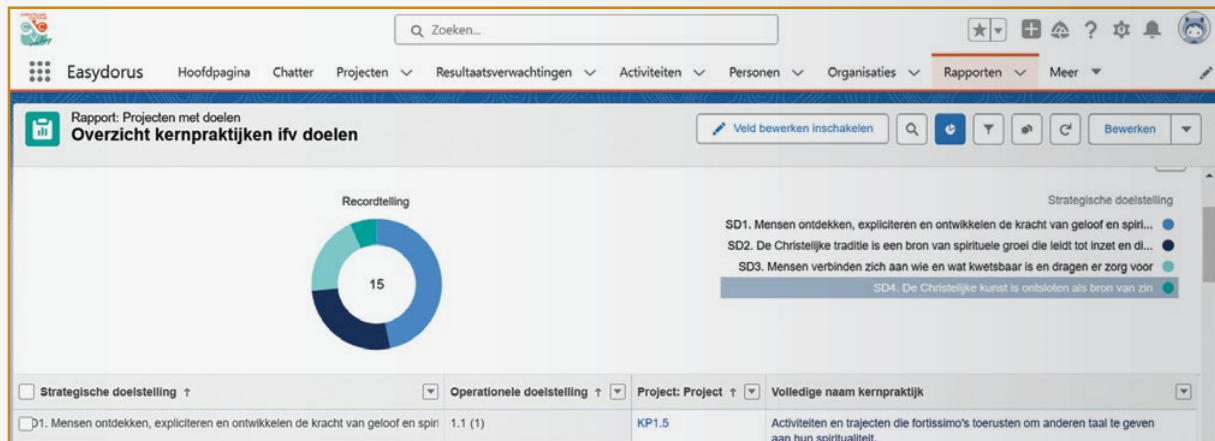 Zoeken...
Easydorus Hoofdpagina Chatter Projecten Resultaatsverwachtingen Activiteiten Personen Organisaties Rapporten Meer
Rapport: Projecten met doelen
Overzicht kernpraktijken ifv doelen
Veld bewerken inschakelen
Bewerken
Recordtelling
15
Strategische doelstelling
SD1. Mensen ontdekken, expliciteren en ontwikkelen de kracht van geloof en spiri...
SD2. De Christelijke traditie is een bron van spirituele groei die leidt tot inzet en di...
SD3. Mensen verbinden zich aan wie en wat kwetsbaar is en dragen er zorg voor
SD4. De Christelijke kunst is ontsloten als bron van zin
Strategische doelstelling ↑ Operationele doelstelling ↑ Project: Project ↑ Volledige naam kernpraktijk
D1. Mensen ontdekken, expliciteren en ontwikkelen de kracht van geloof en spiri 1.1 (1) KP1.5 Activiteiten en trajecten die fortissimo's toerusten om anderen taal te geven
aan hun spiritualiteit.